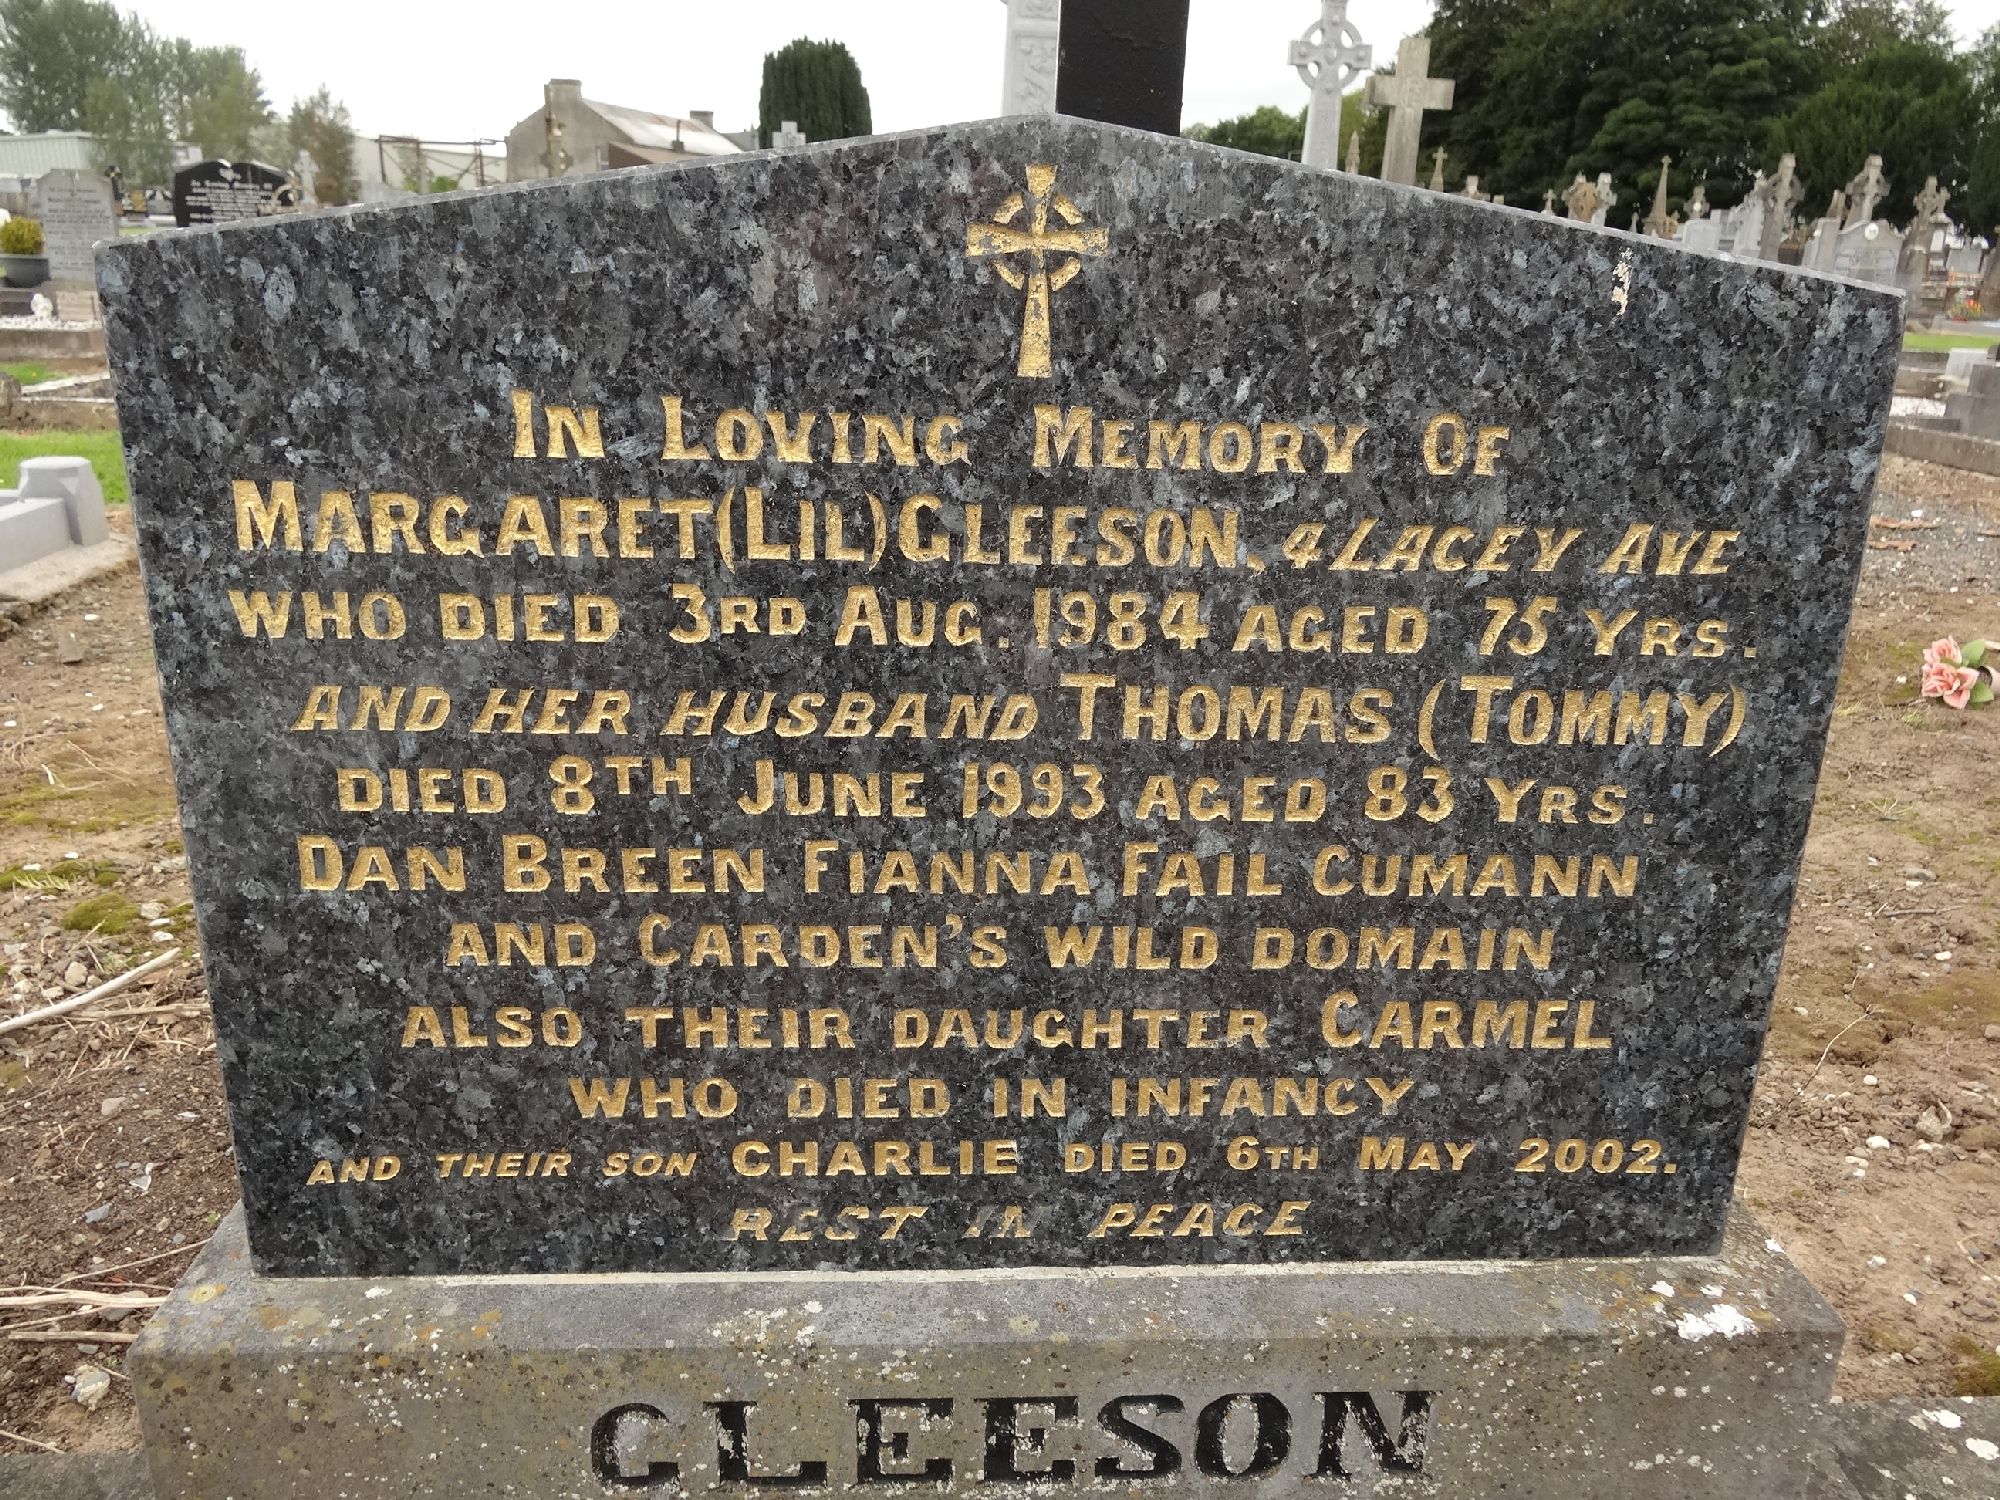 In Loving Memory Of
Margaret (Lil) Gleeson, 4 Lacey Ave
who died 3rd Aug. 1984 aged 75 Yrs.
and her husband Thomas (Tommy)
died 8th June 1993 aged 83 Yrs.
Dan Breen Fianna Fail Cumann
and Carden's wild domain
also their daughter Carmel
who died in infancy
and their son CHARLIE died 6th May 2002.
REST IN PEACE
GLEESON